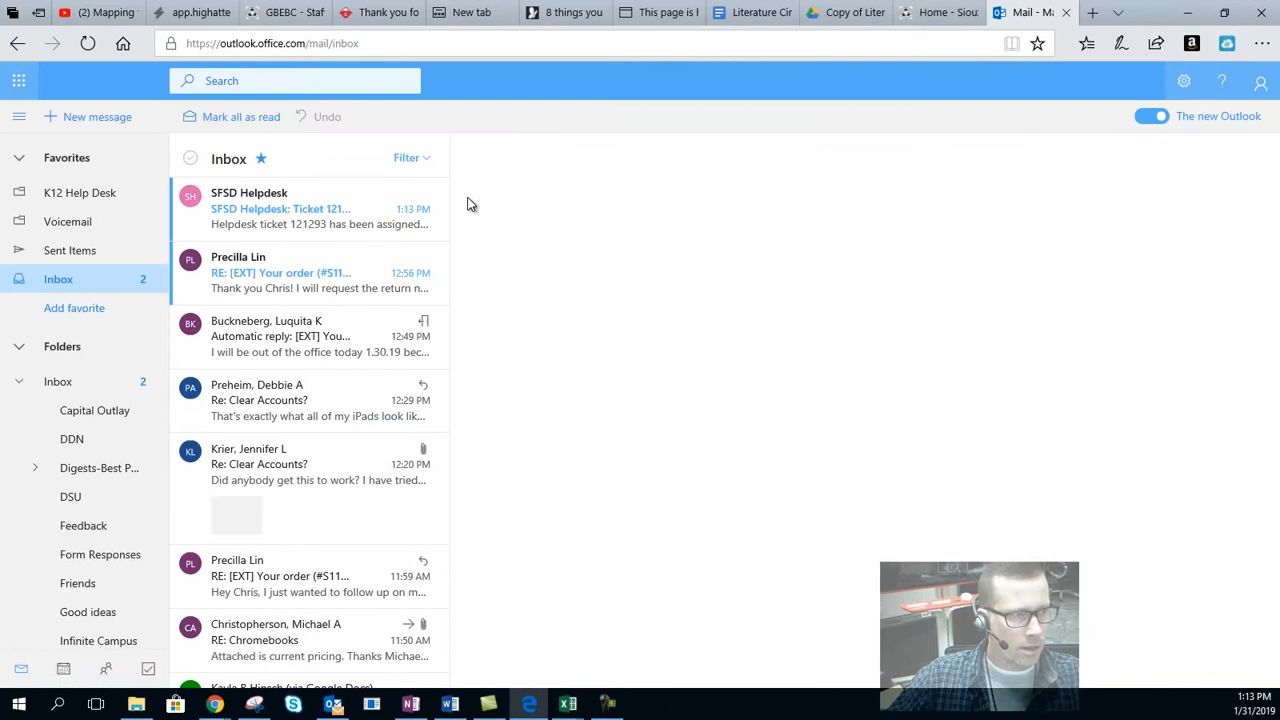 (2) Mapping
app.highatte
GBEBC - Staf
Thank you fo
New tab
8 things you
This page is l
Literature Cir
Copy of Liter
Home - Siou
Mail - Ma
https://outlook.office.com/mail/inbox
Search
New message
Mark all as read
Undo
The new Outlook
Favorites
K12 Help Desk
Voicemail
Sent Items
Inbox 2
Add favorite
Folders
Inbox 2
Capital Outlay
DDN
Digests-Best P...
DSU
Feedback
Form Responses
Friends
Good ideas
Infinite Campus
Inbox
Filter
SH
SFSD Helpdesk
SFSD Helpdesk: Ticket 121... 1:13 PM
Helpdesk ticket 121293 has been assigned...
PL
Precilla Lin
RE: [EXT] Your order (#S11... 12:56 PM
Thank you Chris! I will request the return n...
BK
Buckneberg, Luquita K
Automatic reply: [EXT] You... 12:49 PM
I will be out of the office today 1.30.19 bec...
PA
Preheim, Debbie A
Re: Clear Accounts? 12:29 PM
That's exactly what all of my iPads look lik...
KL
Krier, Jennifer L
Re: Clear Accounts? 12:20 PM
Did anybody get this to work? I have tried...
PL
Precilla Lin
RE: [EXT] Your order (#S11... 11:59 AM
Hey Chris, I just wanted to follow up on m...
CA
Christopherson, Michael A
RE: Chromebooks 11:50 AM
Attached is current pricing. Thanks Michae...
Kayla B Hinsch (via Google Docs)
1:13 PM
1/31/2019